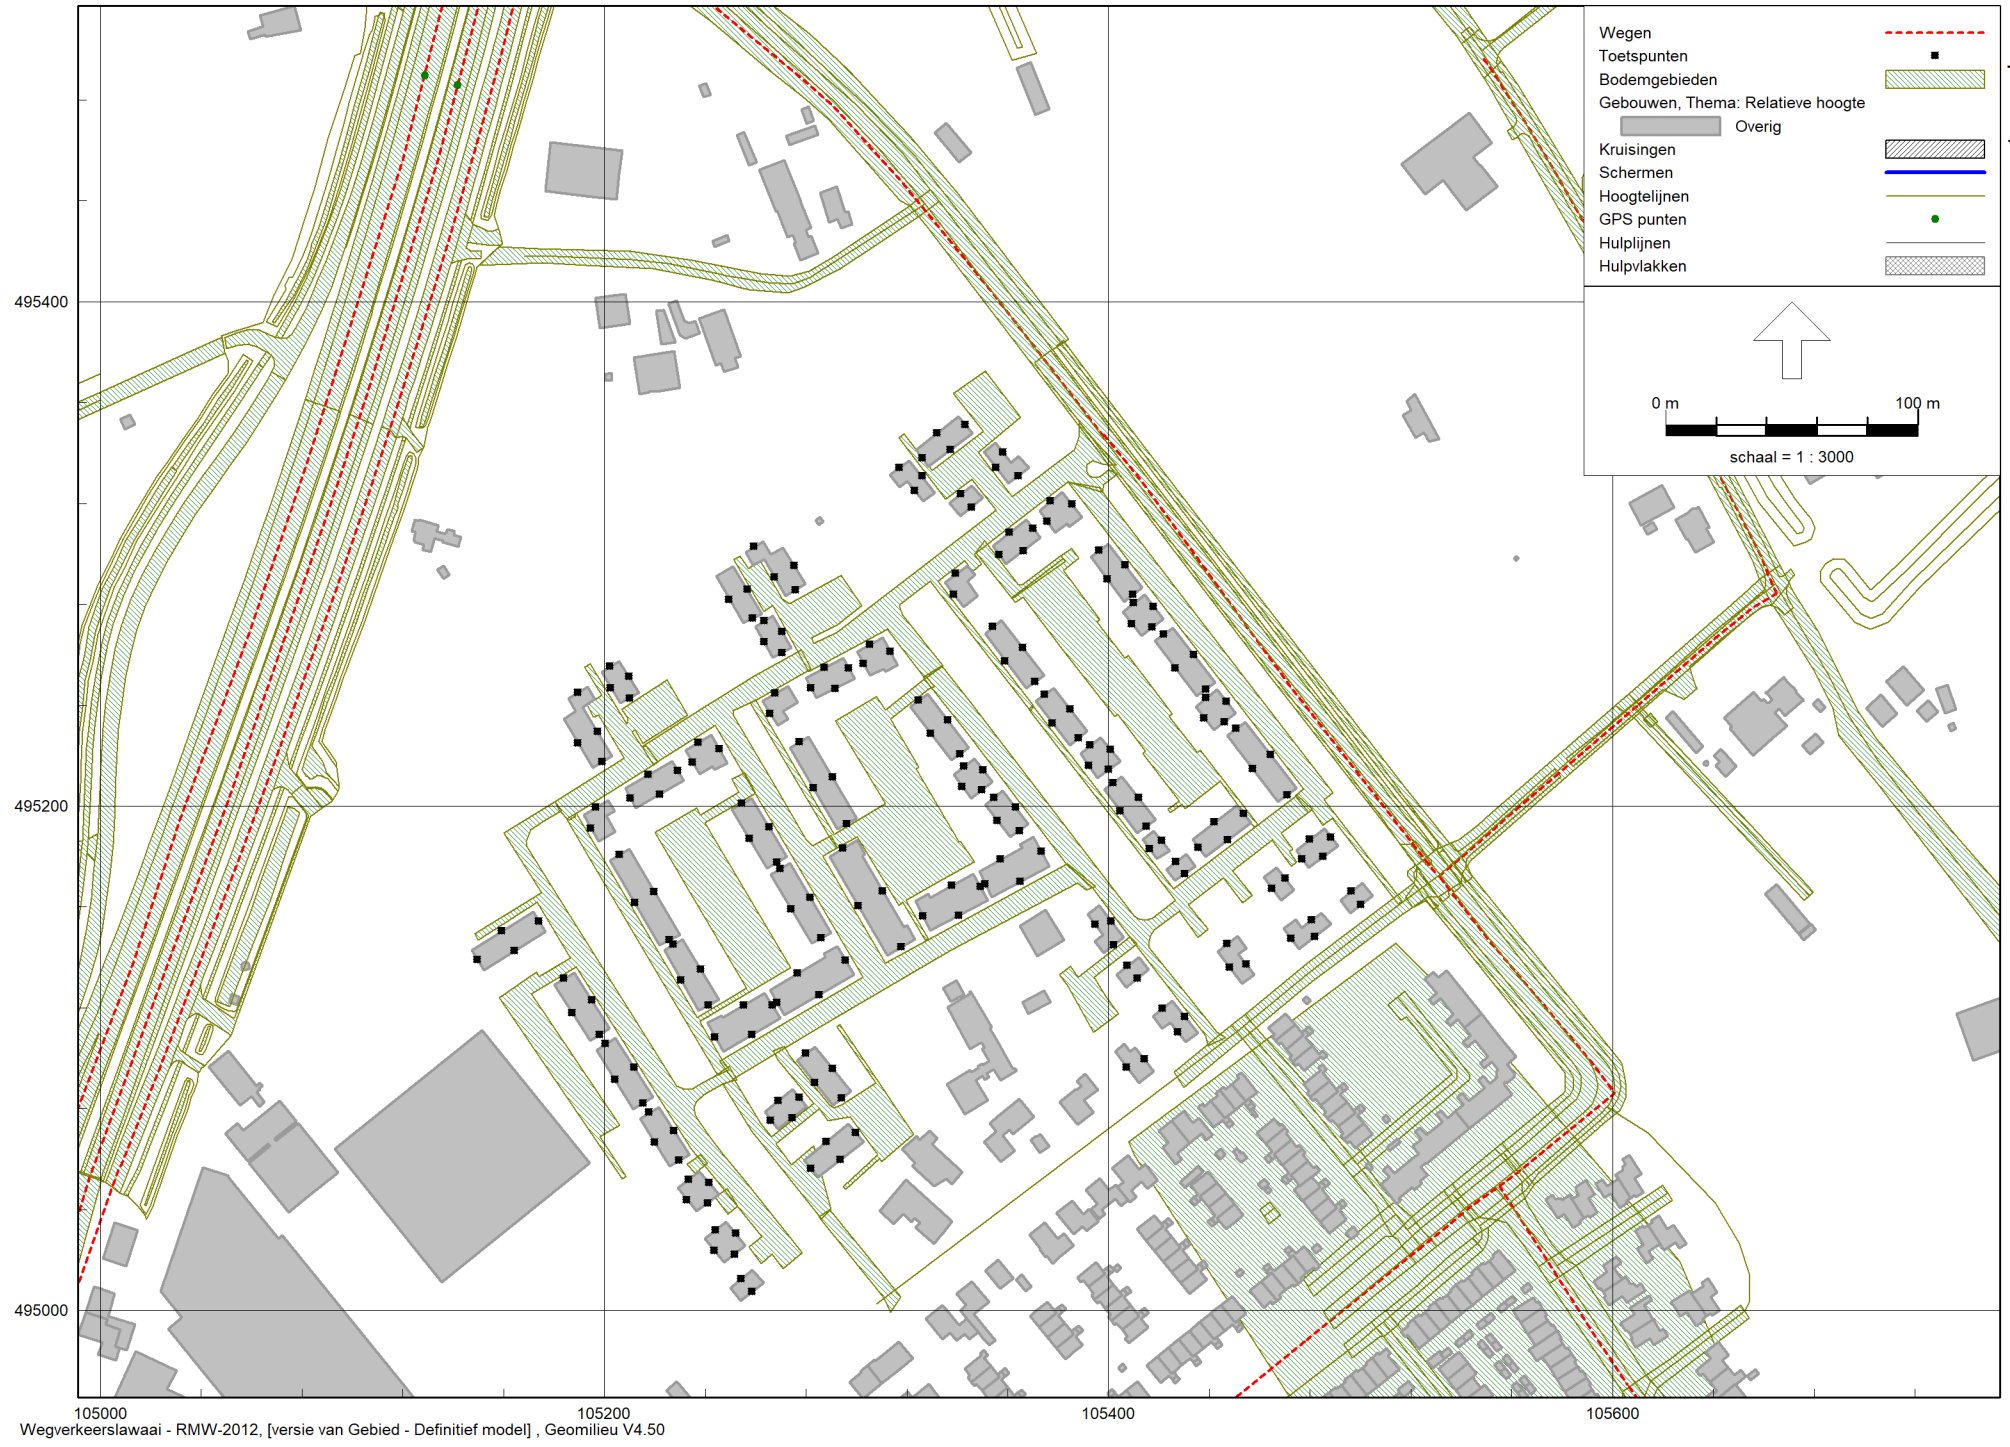 Wegen
Toetspunten
Bodemgebieden
Gebouwen, Thema: Relatieve hoogte
Overig
Kruisingen
Schermen
Hoogtelijnen
GPS punten
Hulplijnen
Hulpvlakken
0 m 100 m
schaal = 1 : 3000
495400
495200
495000
105000 105200 105400 105600
Wegverkeerslawaai - RMW-2012, [versie van Gebied - Definitief model] , Geomilieu V4.50